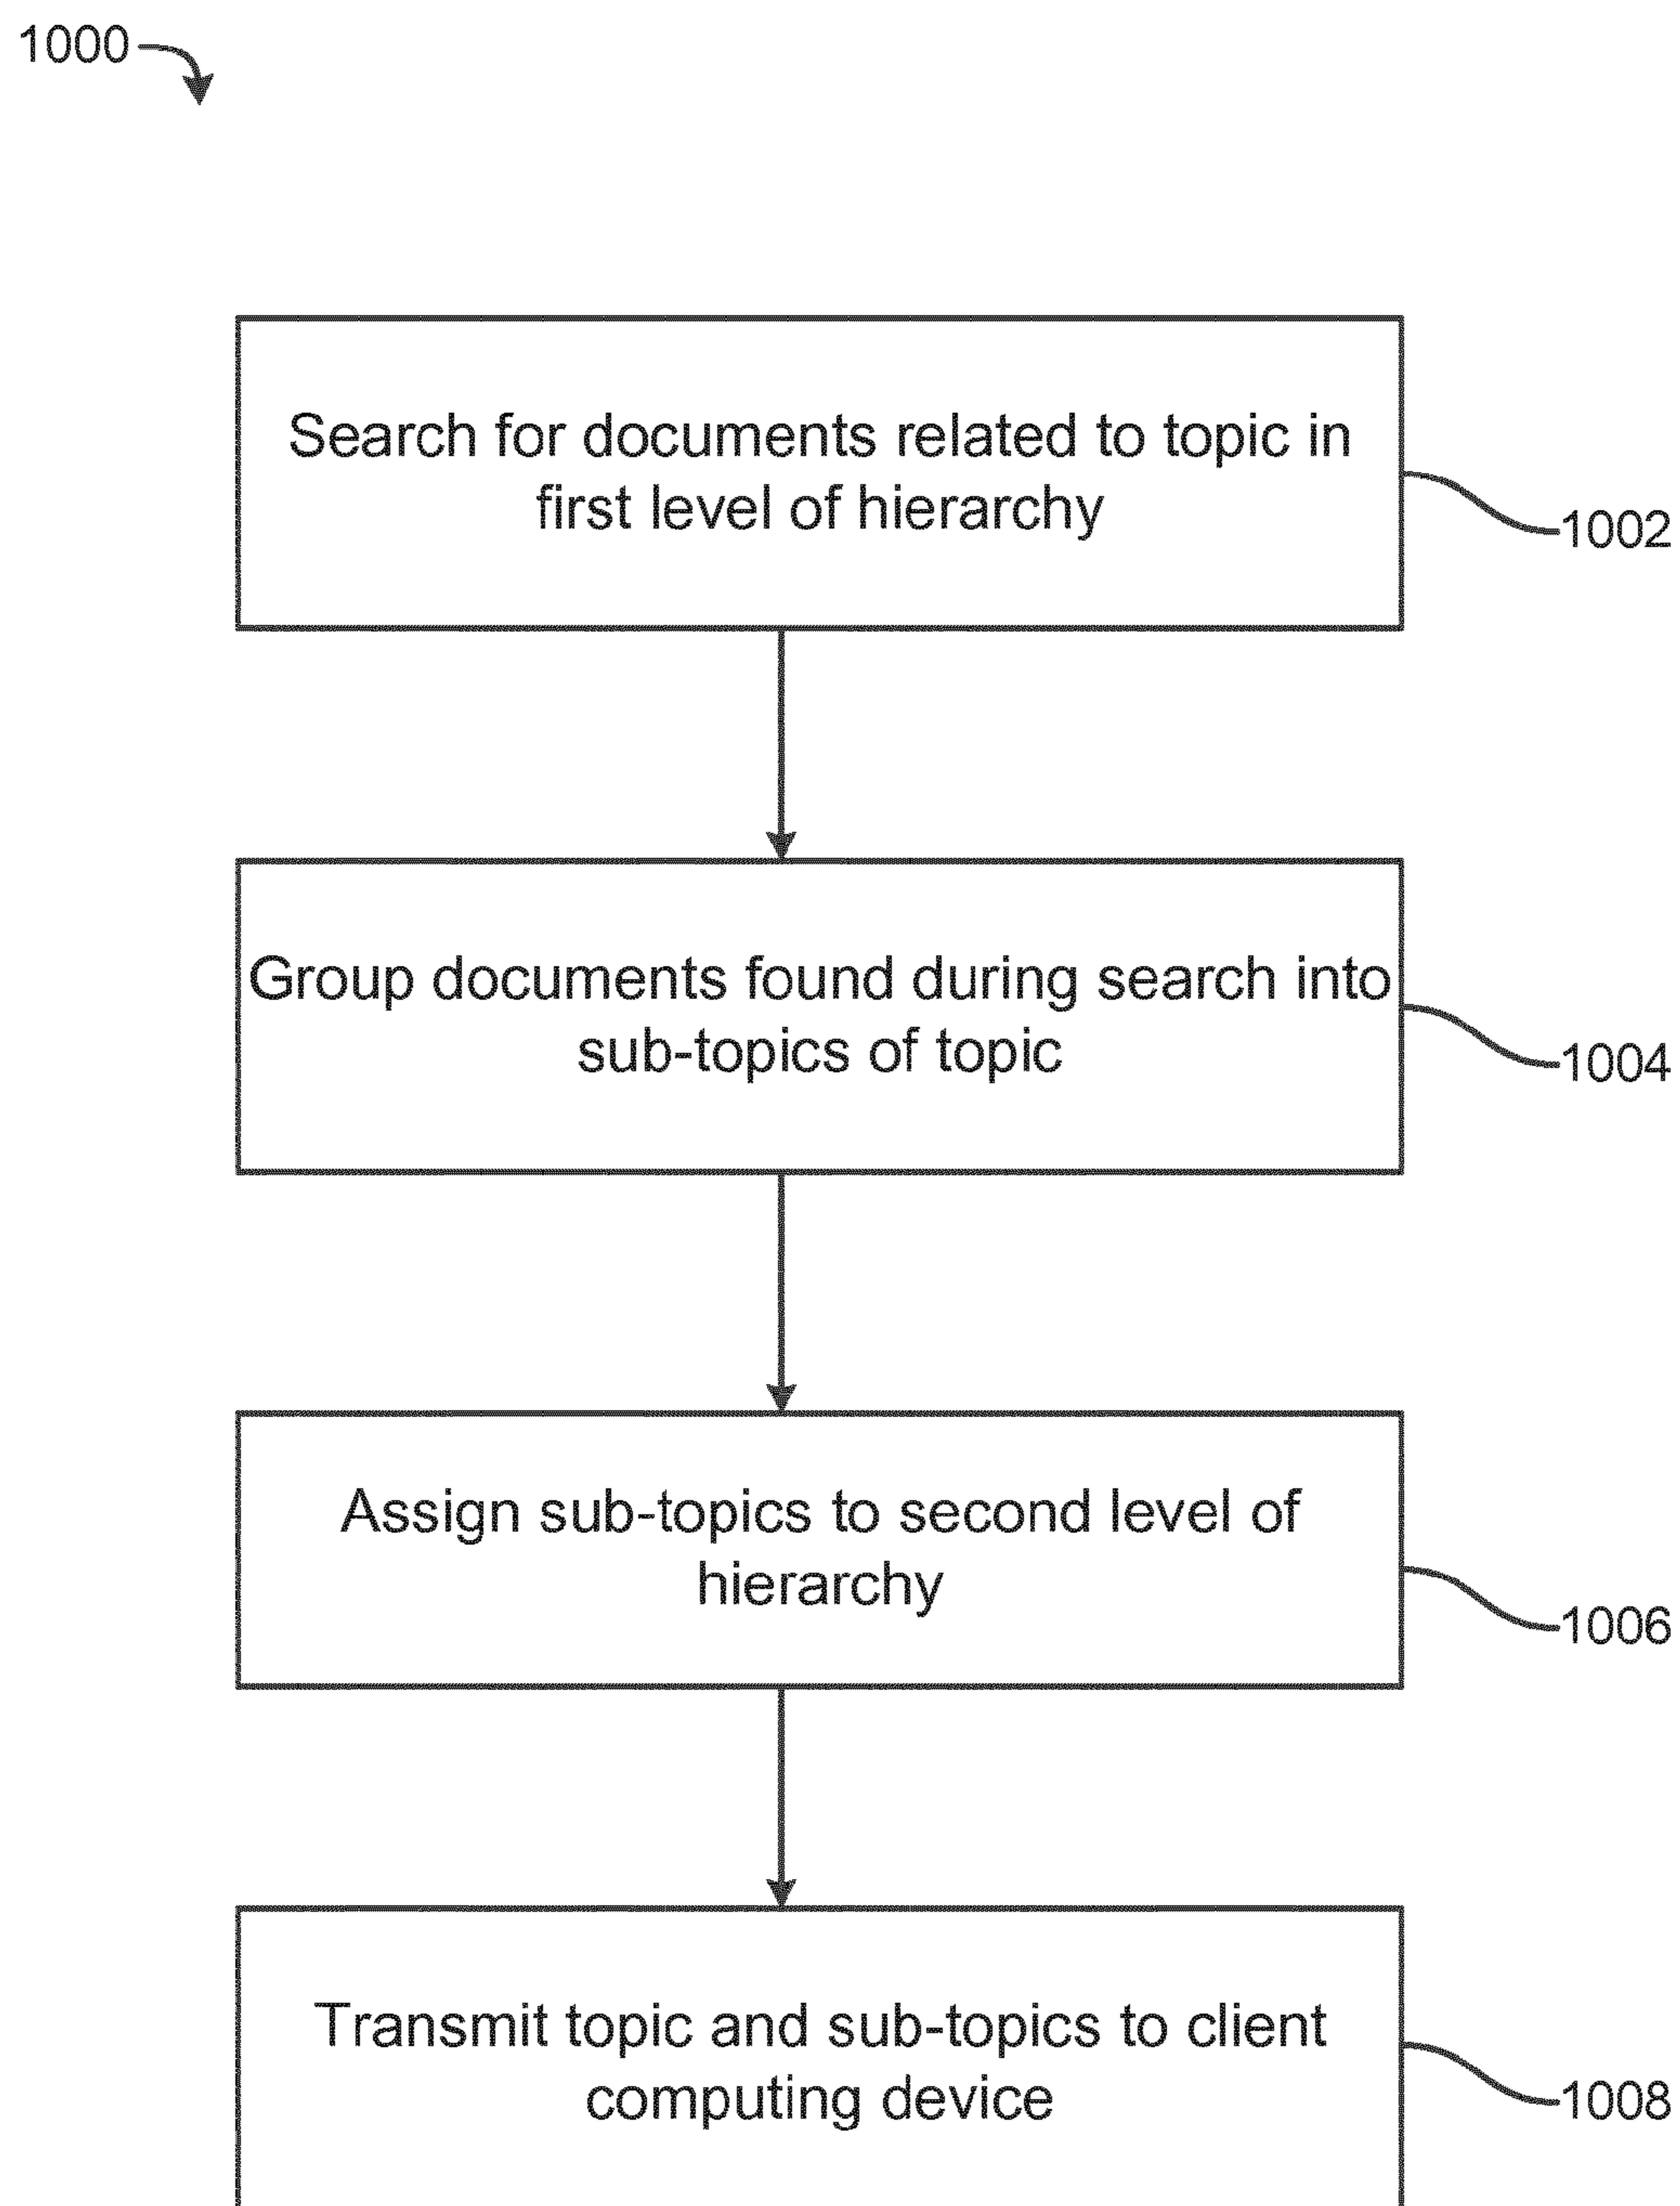 1000
Search for documents related to topic in
first level of hierarchy
1002
Group documents found during search into
sub-topics of topic
1004
Assign sub-topics to second level of
hierarchy
1006
Transmit topic and sub-topics to client
computing device
1008